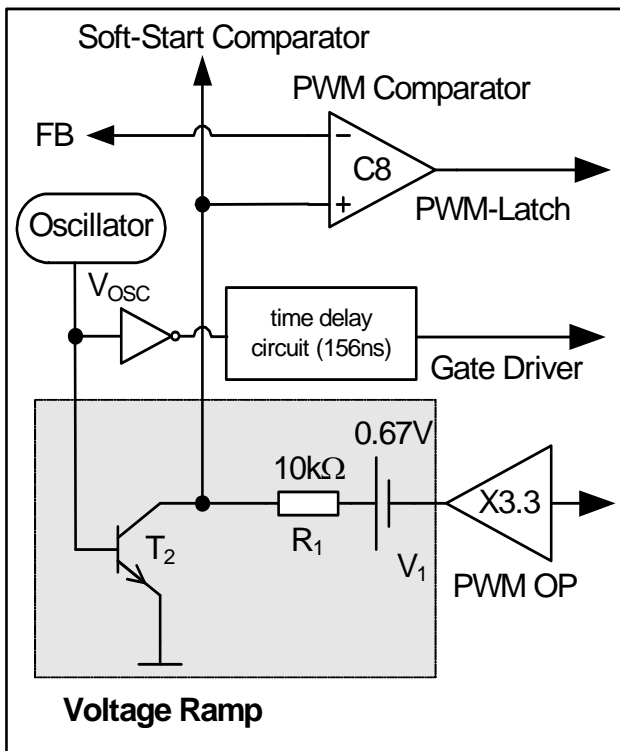 Soft-Start Comparator
PWM Comparator
FB
−
C8
+
PWM-Latch
Oscillator
V_OSC
time delay
circuit (156ns)
Gate Driver
0.67V
10kΩ
X3.3
T₂
R₁
V₁
PWM OP
Voltage Ramp